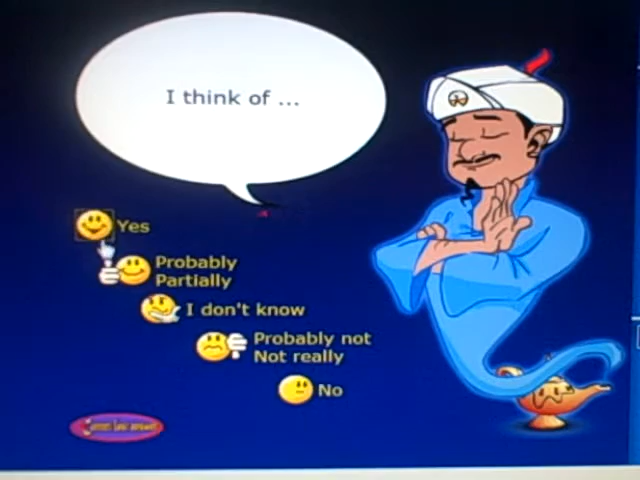 I think of ...
Yes
Probably
Partially
I don't know
Probably not
Not really
No